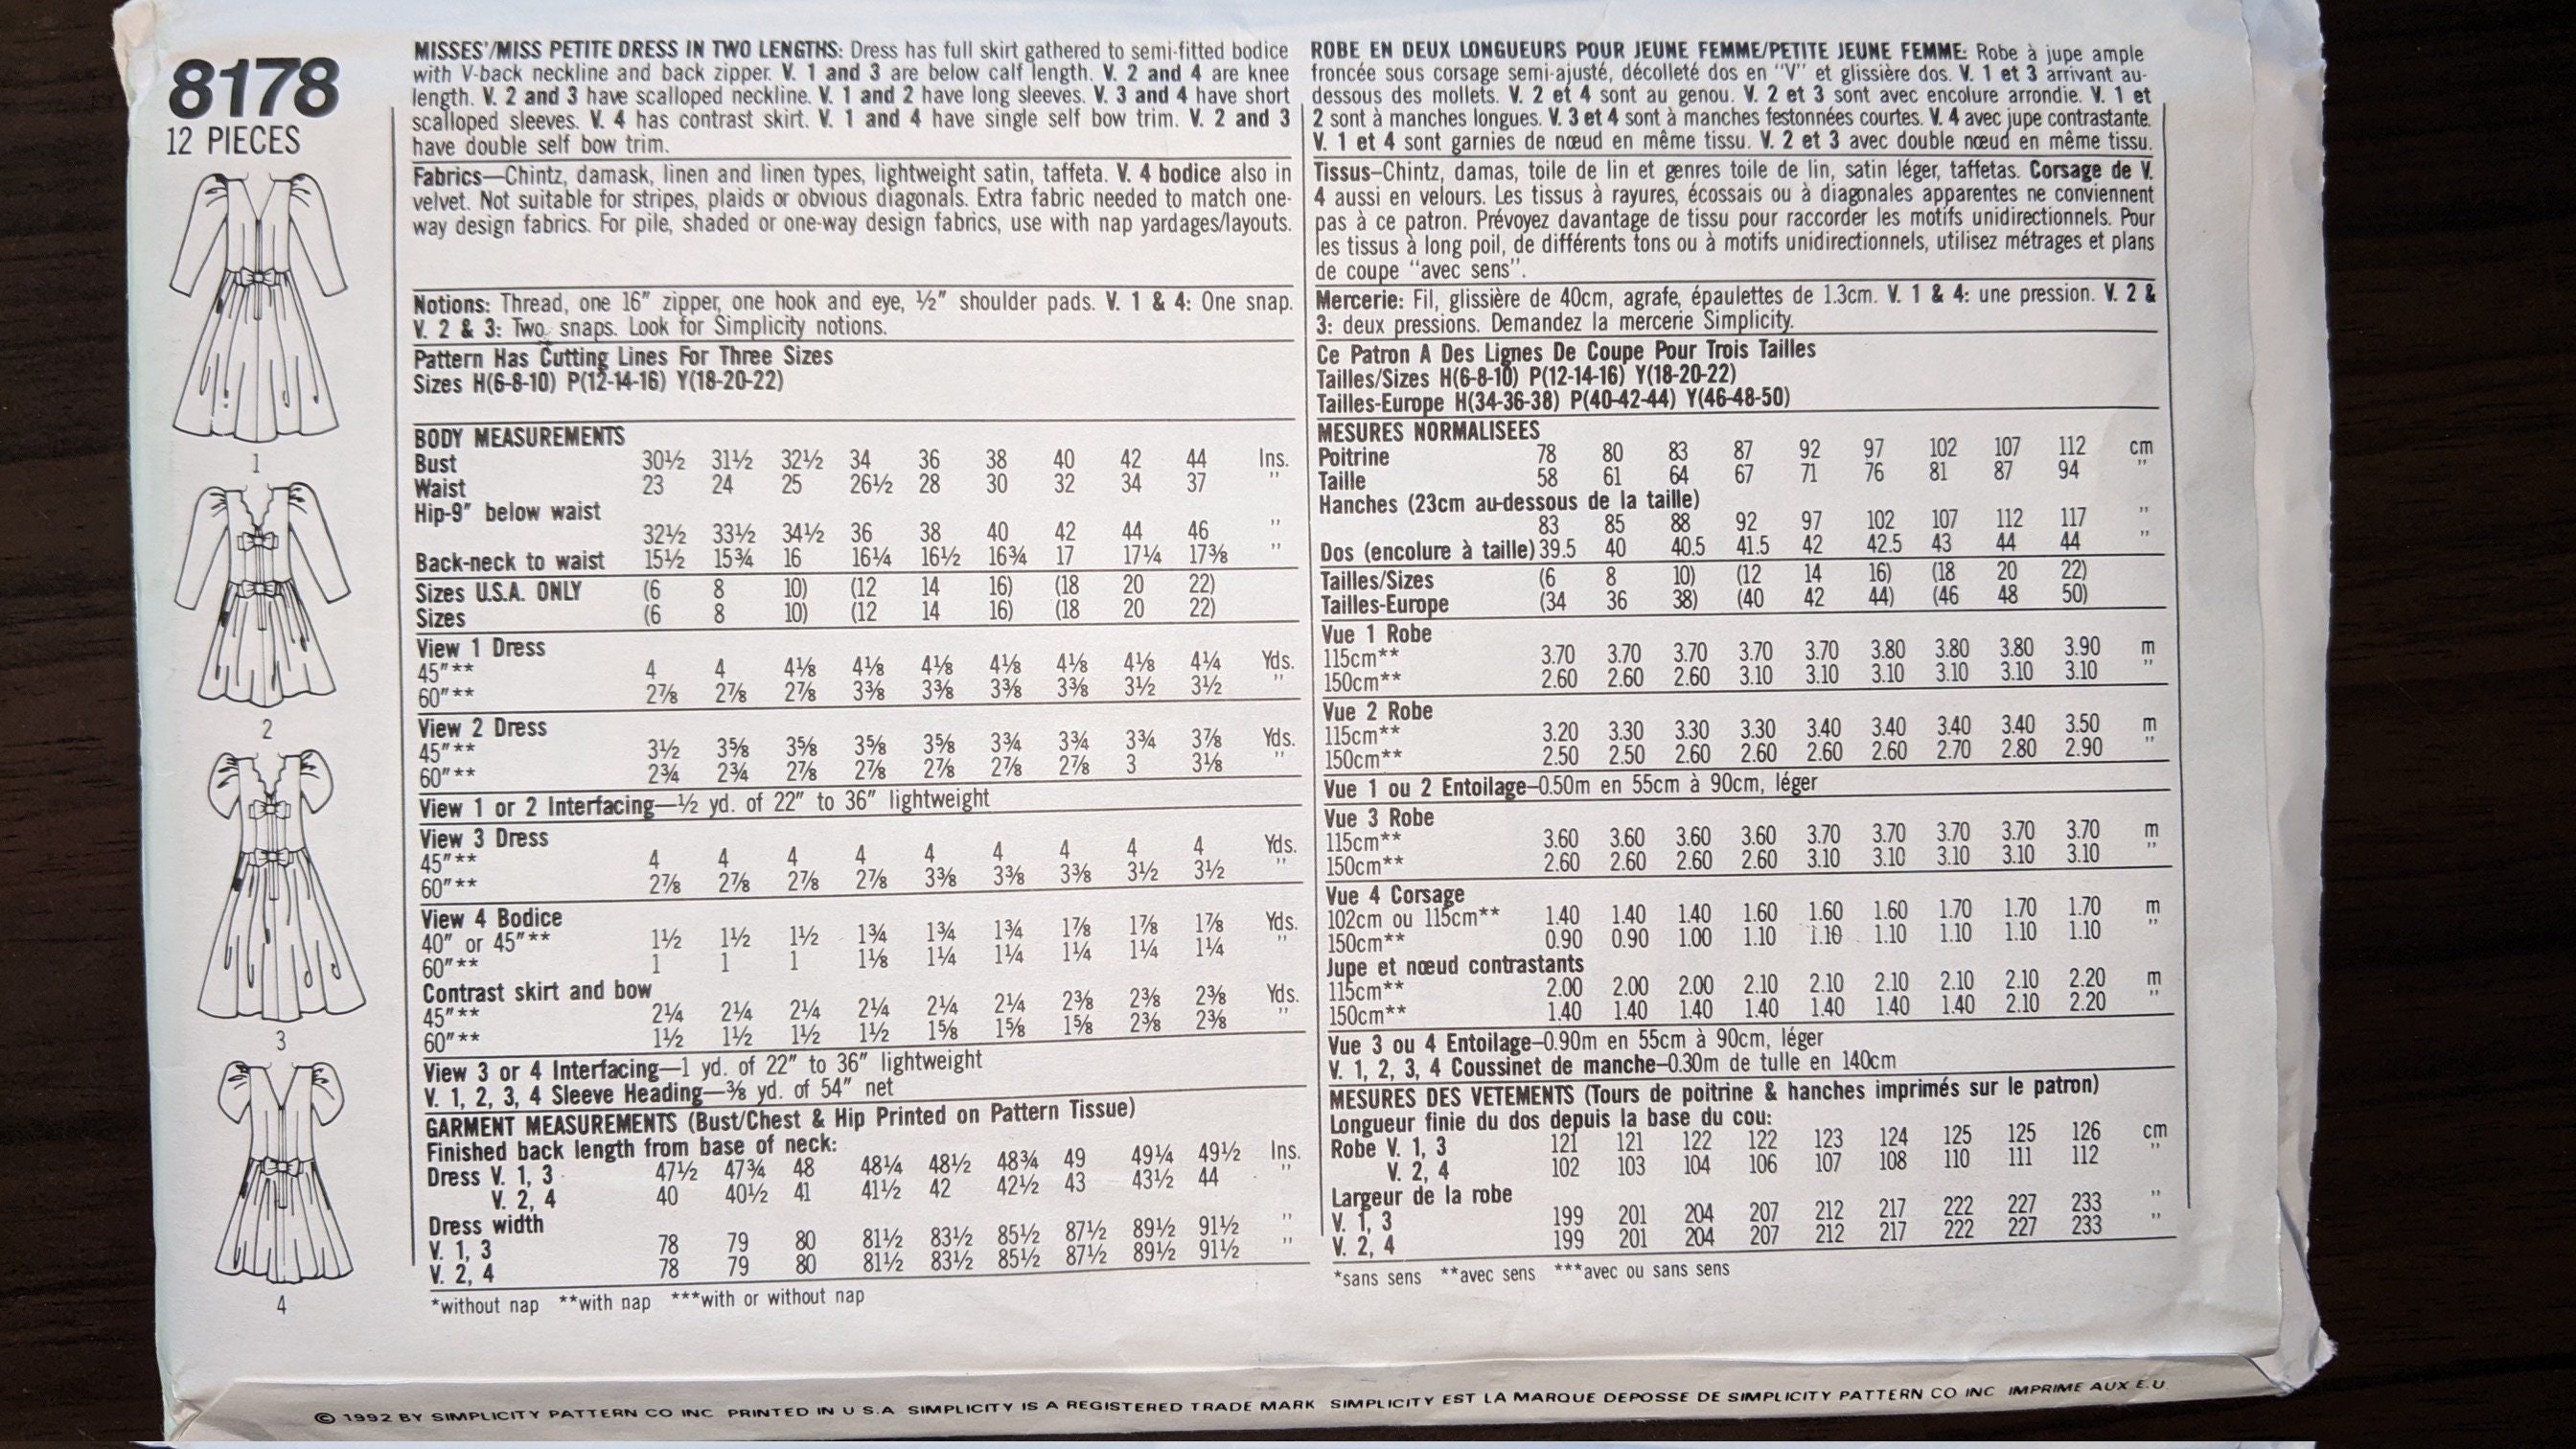 8178
12 PIECES
1
2
3
4
MISSES'/MISS PETITE DRESS IN TWO LENGTHS: Dress has full skirt gathered to semi-fitted bodice
with V-back neckline and back zipper. V. 1 and 3 are below calf length. V. 2 and 4 are knee
length. V. 2 and 3 have scalloped neckline. V. 1 and 2 have long sleeves. V. 3 and 4 have short
scalloped sleeves. V. 4 has contrast skirt. V. 1 and 4 have single self bow trim. V. 2 and 3
have double self bow trim.
Fabrics—Chintz, damask, linen and linen types, lightweight satin, taffeta. V. 4 bodice also in
velvet. Not suitable for stripes, plaids or obvious diagonals. Extra fabric needed to match one-
way design fabrics. For pile, shaded or one-way design fabrics, use with nap yardages/layouts.
Notions: Thread, one 16" zipper, one hook and eye, ½" shoulder pads. V. 1 & 4: One snap.
V. 2 & 3: Two snaps. Look for Simplicity notions.
Pattern Has Cutting Lines For Three Sizes
Sizes H(6-8-10) P(12-14-16) Y(18-20-22)
BODY MEASUREMENTS
Bust 30½ 31½ 32½ 34 36 38 40 42 44 Ins.
Waist 23 24 25 26½ 28 30 32 34 37 "
Hip-9" below waist
32½ 33½ 34½ 36 38 40 42 44 46 "
Back-neck to waist 15½ 15¾ 16 16¼ 16½ 16¾ 17 17¼ 17⅜ "
Sizes U.S.A. ONLY (6 8 10) (12 14 16) (18 20 22)
Sizes (6 8 10) (12 14 16) (18 20 22)
View 1 Dress
45"** 4 4 4⅛ 4⅛ 4⅛ 4⅛ 4⅛ 4⅛ 4¼ Yds.
60"** 2⅞ 2⅞ 2⅞ 3⅜ 3⅜ 3⅜ 3⅜ 3½ 3½ "
View 2 Dress
45"** 3½ 3⅝ 3⅝ 3⅝ 3⅝ 3¾ 3¾ 3¾ 3⅞ Yds.
60"** 2¾ 2¾ 2⅞ 2⅞ 2⅞ 2⅞ 2⅞ 3 3⅛ "
View 1 or 2 Interfacing—½ yd. of 22" to 36" lightweight
View 3 Dress
45"** 4 4 4 4 4 4 4 4 4 Yds.
60"** 2⅞ 2⅞ 2⅞ 2⅞ 3⅜ 3⅜ 3⅜ 3½ 3½ "
View 4 Bodice
40" or 45"** 1½ 1½ 1½ 1¾ 1¾ 1¾ 1⅞ 1⅞ 1⅞ Yds.
60"** 1 1 1 1⅛ 1¼ 1¼ 1¼ 1¼ 1¼ "
Contrast skirt and bow
45"** 2¼ 2¼ 2¼ 2¼ 2¼ 2¼ 2⅜ 2⅜ 2⅜ Yds.
60"** 1½ 1½ 1½ 1½ 1⅝ 1⅝ 1⅝ 2⅜ 2⅜ "
View 3 or 4 Interfacing—1 yd. of 22" to 36" lightweight
V. 1, 2, 3, 4 Sleeve Heading—⅜ yd. of 54" net
GARMENT MEASUREMENTS (Bust/Chest & Hip Printed on Pattern Tissue)
Finished back length from base of neck:
Dress V. 1, 3 47½ 47¾ 48 48¼ 48½ 48¾ 49 49¼ 49½ Ins.
V. 2, 4 40 40½ 41 41½ 42 42½ 43 43½ 44 "
Dress width
V. 1, 3 78 79 80 81½ 83½ 85½ 87½ 89½ 91½ "
V. 2, 4 78 79 80 81½ 83½ 85½ 87½ 89½ 91½ "
*without nap **with nap ***with or without nap
ROBE EN DEUX LONGUEURS POUR JEUNE FEMME/PETITE JEUNE FEMME: Robe à jupe ample
froncée sous corsage semi-ajusté, décolleté dos en "V" et glissière dos. V. 1 et 3 arrivant au-
dessous des mollets. V. 2 et 4 sont au genou. V. 2 et 3 sont avec encolure arrondie. V. 1 et
2 sont à manches longues. V. 3 et 4 sont à manches festonnées courtes. V. 4 avec jupe contrastante.
V. 1 et 4 sont garnies de nœud en même tissu. V. 2 et 3 avec double nœud en même tissu.
Tissus—Chintz, damas, toile de lin et genres toile de lin, satin léger, taffetas. Corsage de V.
4 aussi en velours. Les tissus à rayures, écossais ou à diagonales apparentes ne conviennent
pas à ce patron. Prévoyez davantage de tissu pour raccorder les motifs unidirectionnels. Pour
les tissus à long poil, de différents tons ou à motifs unidirectionnels, utilisez métrages et plans
de coupe "avec sens".
Mercerie: Fil, glissière de 40cm, agrafe, épaulettes de 1.3cm. V. 1 & 4: une pression. V. 2 &
3: deux pressions. Demandez la mercerie Simplicity.
Ce Patron A Des Lignes De Coupe Pour Trois Tailles
Tailles/Sizes H(6-8-10) P(12-14-16) Y(18-20-22)
Tailles-Europe H(34-36-38) P(40-42-44) Y(46-48-50)
MESURES NORMALISEES
Poitrine 78 80 83 87 92 97 102 107 112 cm
Taille 58 61 64 67 71 76 81 87 94 "
Hanches (23cm au-dessous de la taille)
83 85 88 92 97 102 107 112 117 "
Dos (encolure à taille) 39.5 40 40.5 41.5 42 42.5 43 44 44 "
Tailles/Sizes (6 8 10) (12 14 16) (18 20 22)
Tailles-Europe (34 36 38) (40 42 44) (46 48 50)
Vue 1 Robe
115cm** 3.70 3.70 3.70 3.70 3.70 3.80 3.80 3.80 3.90 m
150cm** 2.60 2.60 2.60 3.10 3.10 3.10 3.10 3.10 3.10 "
Vue 2 Robe
115cm** 3.20 3.30 3.30 3.30 3.40 3.40 3.40 3.40 3.50 m
150cm** 2.50 2.50 2.60 2.60 2.60 2.60 2.70 2.80 2.90 "
Vue 1 ou 2 Entoilage—0.50m en 55cm à 90cm, léger
Vue 3 Robe
115cm** 3.60 3.60 3.60 3.60 3.70 3.70 3.70 3.70 3.70 m
150cm** 2.60 2.60 2.60 2.60 3.10 3.10 3.10 3.10 3.10 "
Vue 4 Corsage
102cm ou 115cm** 1.40 1.40 1.40 1.60 1.60 1.60 1.70 1.70 1.70 m
150cm** 0.90 0.90 1.00 1.10 1.10 1.10 1.10 1.10 1.10 "
Jupe et nœud contrastants
115cm** 2.00 2.00 2.00 2.10 2.10 2.10 2.10 2.10 2.20 m
150cm** 1.40 1.40 1.40 1.40 1.40 1.40 1.40 2.10 2.20 "
Vue 3 ou 4 Entoilage—0.90m en 55cm à 90cm, léger
V. 1, 2, 3, 4 Coussinet de manche—0.30m de tulle en 140cm
MESURES DES VETEMENTS (Tours de poitrine & hanches imprimés sur le patron)
Longueur finie du dos depuis la base du cou:
Robe V. 1, 3 121 121 122 122 123 124 125 125 126 cm
V. 2, 4 102 103 104 106 107 108 110 111 112 "
Largeur de la robe
V. 1, 3 199 201 204 207 212 217 222 227 233 "
V. 2, 4 199 201 204 207 212 217 222 227 233 "
*sans sens **avec sens ***avec ou sans sens
© 1992 BY SIMPLICITY PATTERN CO INC PRINTED IN U S.A SIMPLICITY IS A REGISTERED TRADE MARK SIMPLICITY EST LA MARQUE DEPOSSE DE SIMPLICITY PATTERN CO INC IMPRIME AUX E.U